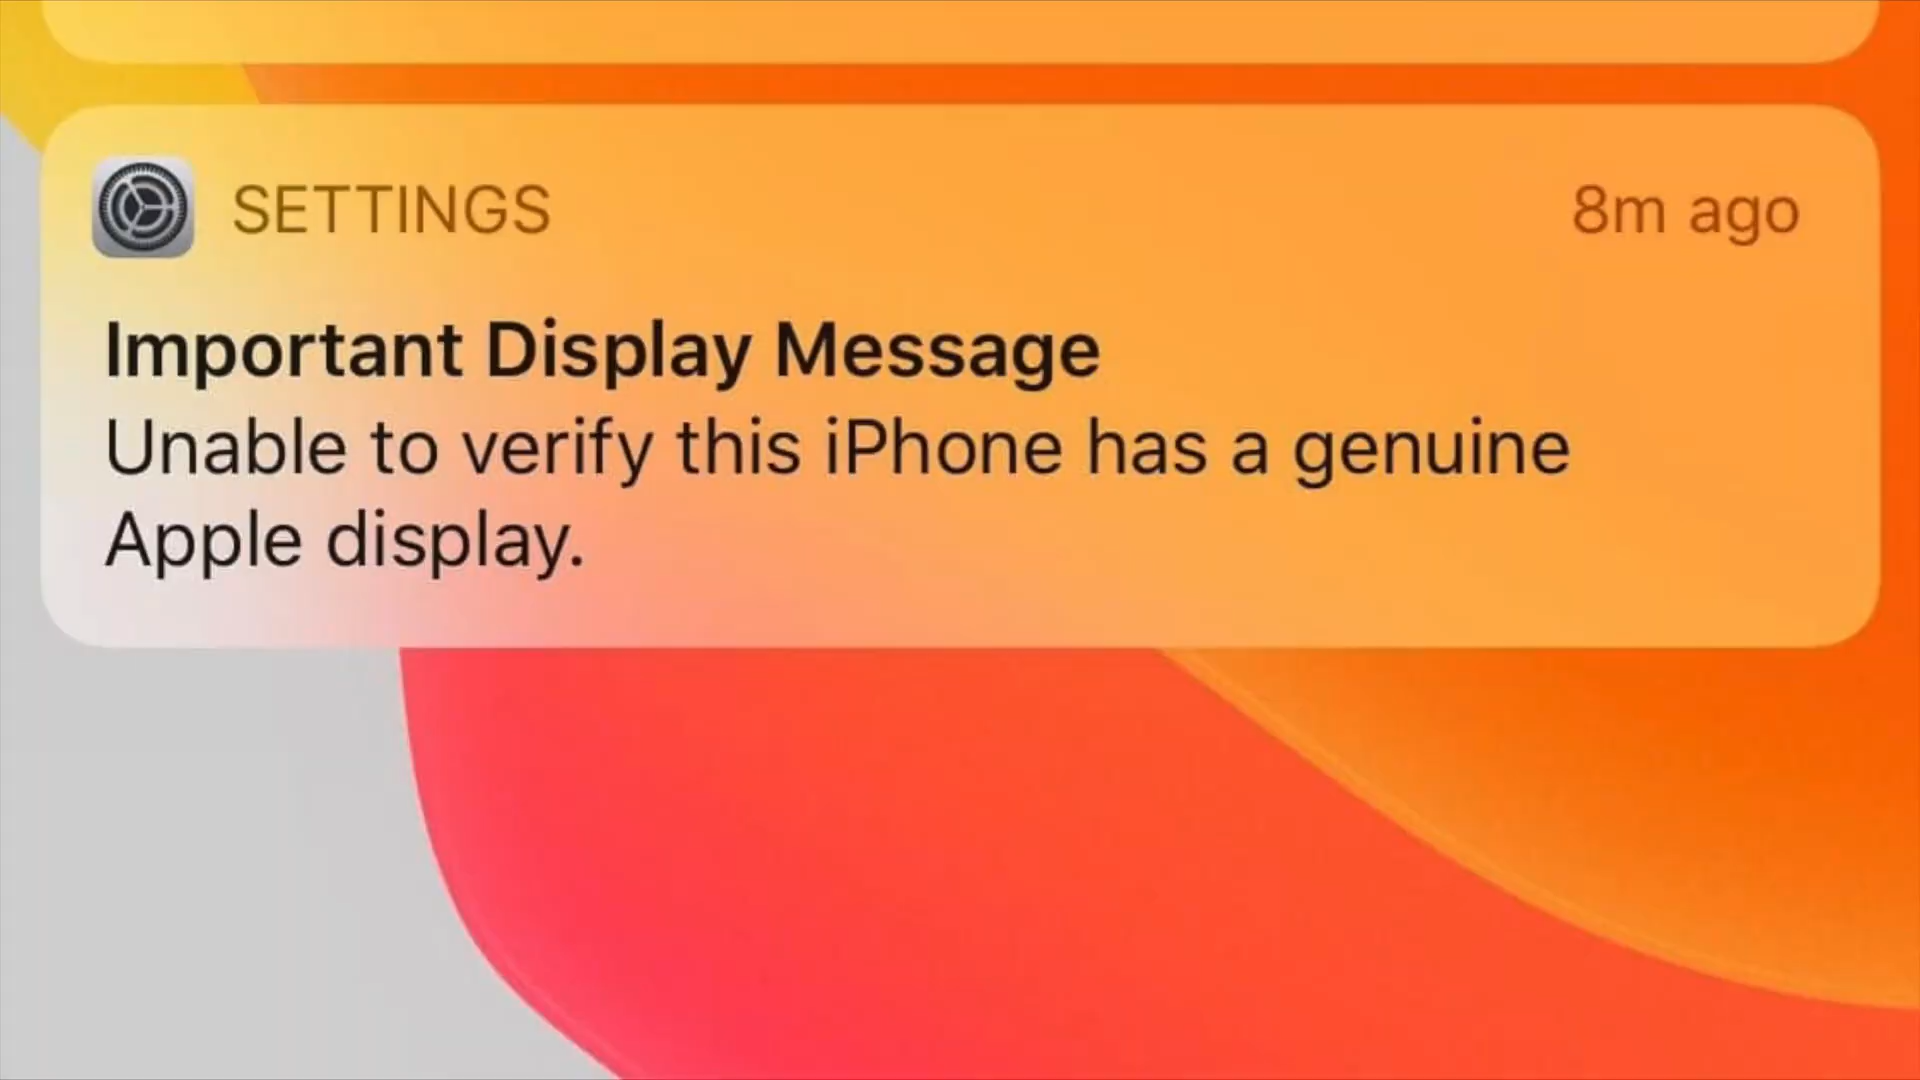 SETTINGS
8m ago
Important Display Message
Unable to verify this iPhone has a genuine
Apple display.